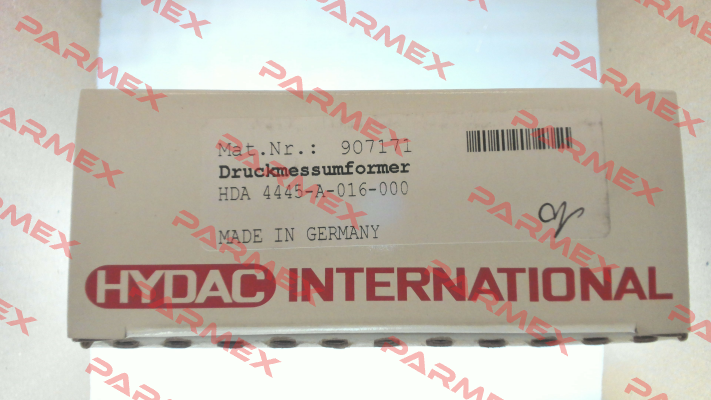 Mat.Nr.: 907171
Druckmessumformer
HDA 4445-A-016-000
MADE IN GERMANY
HYDAC INTERNATIONAL
PARMEX